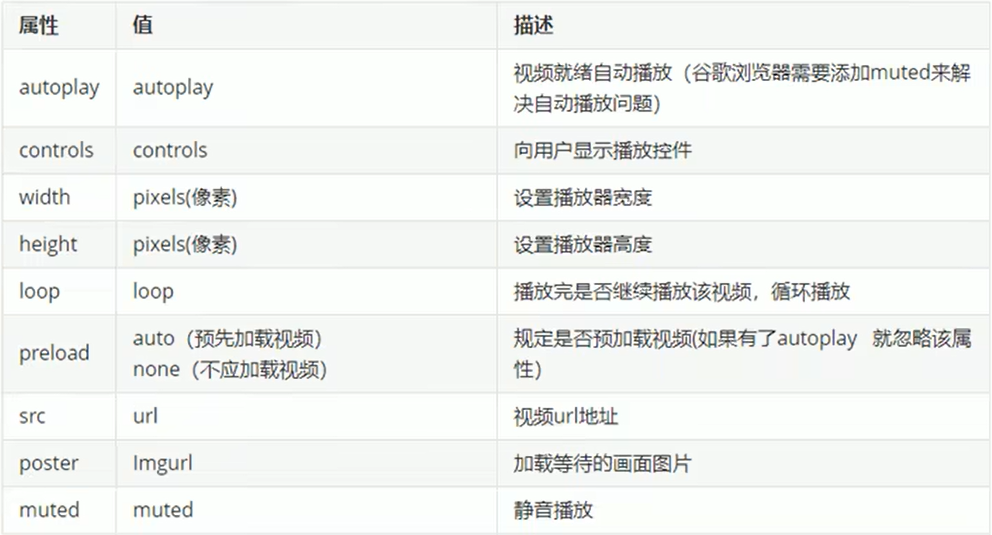 属性 值 描述
autoplay autoplay 视频就绪自动播放（谷歌浏览器需要添加muted来解
决自动播放问题)
controls controls 向用户显示播放控件
width pixels(像素) 设置播放器宽度
height pixels(像素) 设置播放器高度
loop loop 播放完是否继续播放该视频，循环播放
preload auto（预先加载视频）
none（不应加载视频） 规定是否预加载视频(如果有了autoplay 就忽略该属
性）
src url 视频url地址
poster Imgurl 加载等待的画面图片
muted muted 静音播放